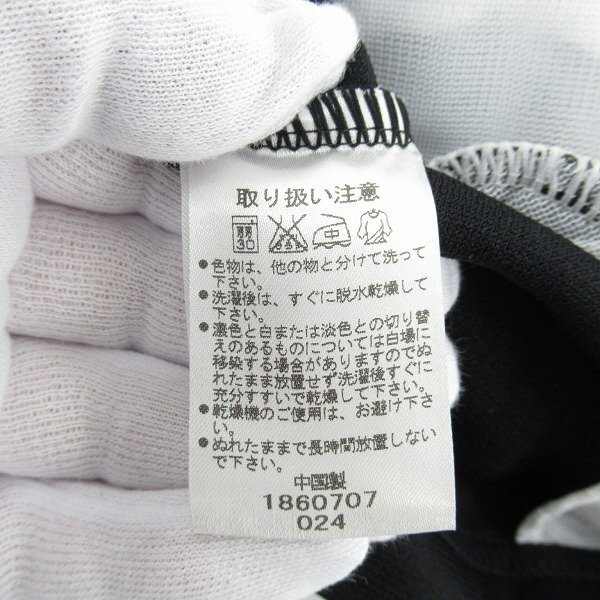 取り扱い注意
30
●色物は、他の物と分けて洗って
下さい。
●洗濯後は、すぐに脱水乾燥して
下さい。
●濃色と白または淡色との切り替
えのあるものについては白場に
移染する場合がありますのでぬ
れたまま放置せず洗濯後すぐに
充分すすいで乾燥して下さい。
●乾燥機のご使用は、お避け下さ
い。
●ぬれたままで長時間放置しない
で下さい。
中国製
1860707
024